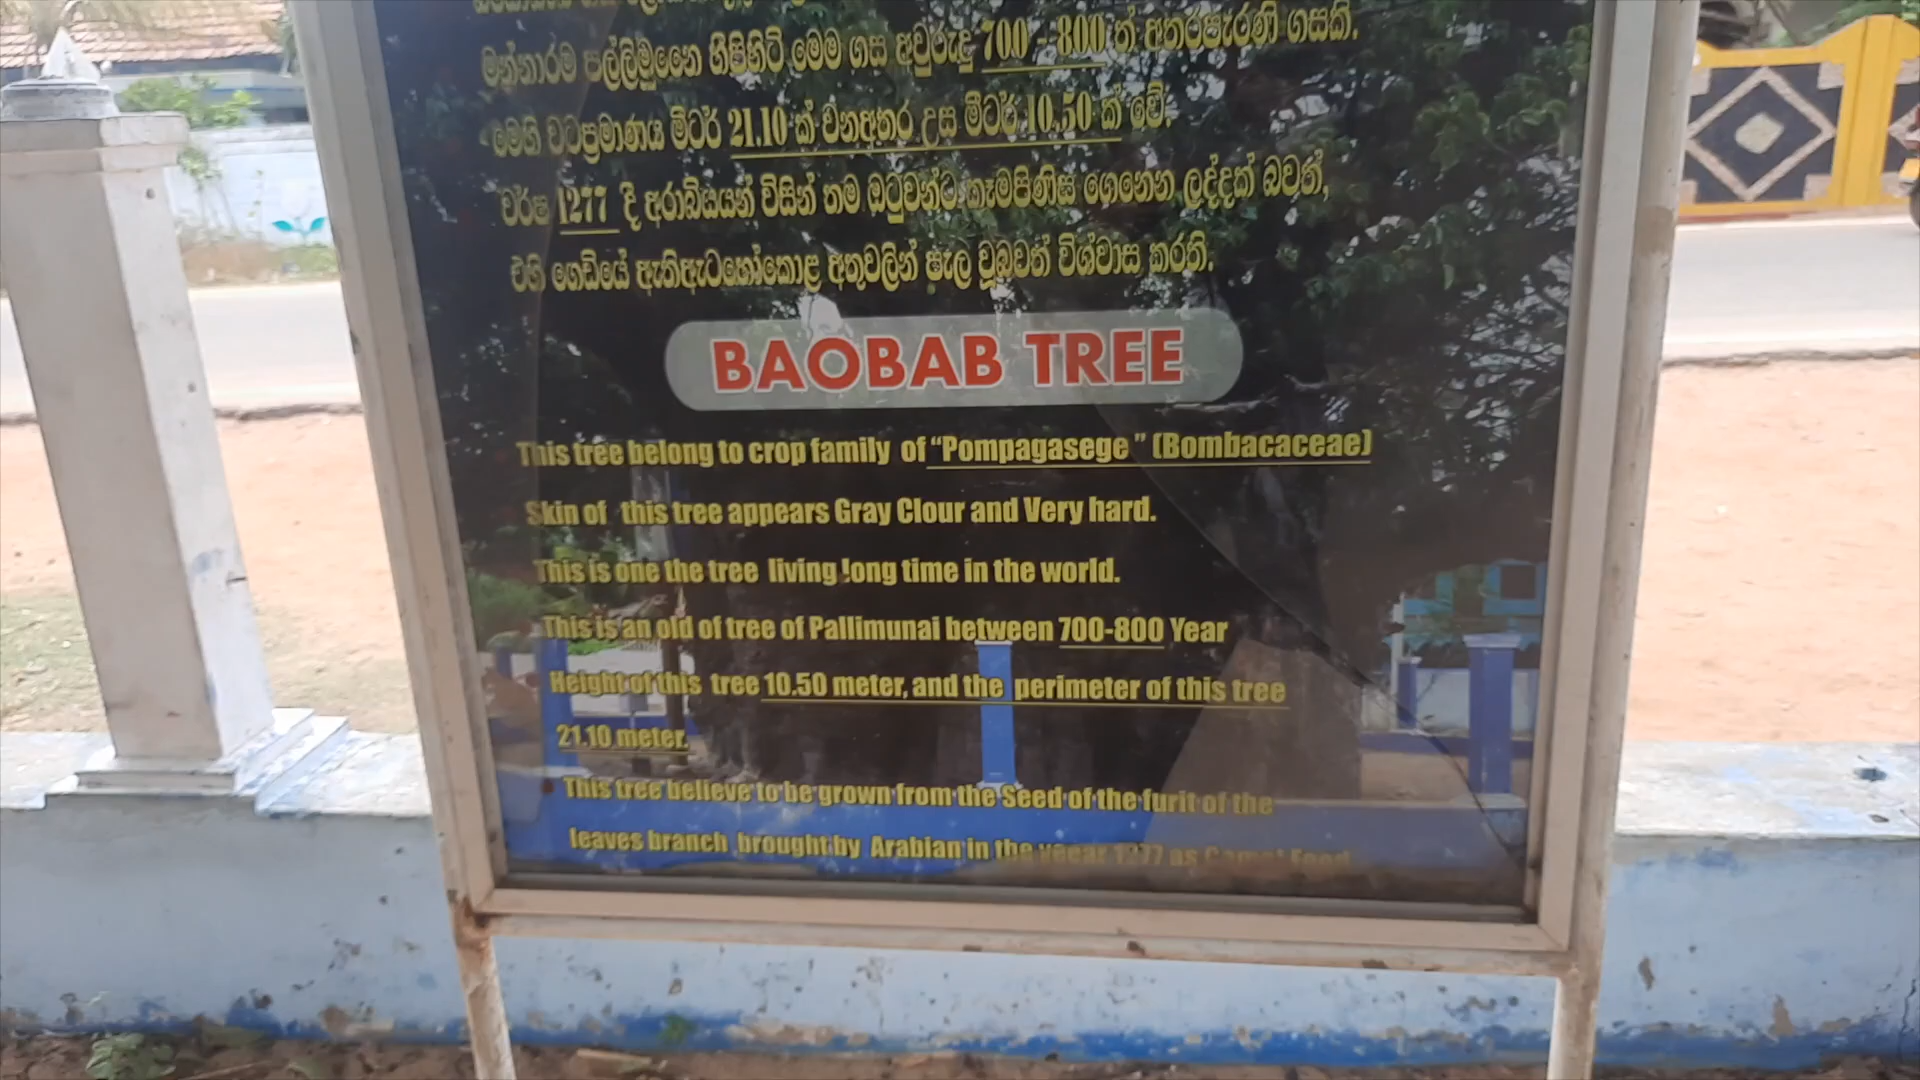 මන්නාරම පල්ලිමුනෛ හීෂිහිටි මෙම ගස අවුරුදු 700 - 800 ත් අතරපැරණි ගසකි.
මෙහි වටප්‍රමාණය මීටර් 21.10 ක් වනඅතර උස මීටර් 10.50 ක් වේ.
වර්ෂ 1277 දී අරාබියයන් විසින් තම ඔටුවන්ට කෑමපිණිස ගෙනෙන ලද්දක් බවත්,
එහි ගෙඩියේ ඇතිඇටහෝකොළ අතුවලින් පැල වූබවත් විශ්වාස කරති.
BAOBAB TREE
This tree belong to crop family of “Pompagasege ” (Bombacaceae)
Skin of this tree appears Gray Clour and Very hard.
This is one the tree living long time in the world.
This is an old of tree of Pallimunai between 700-800 Year
Height of this tree 10.50 meter, and the perimeter of this tree
21.10 meter.
This tree believe to be grown from the Seed of the furit of the
leaves branch brought by Arabian in the yeear 1277 as Camel Food